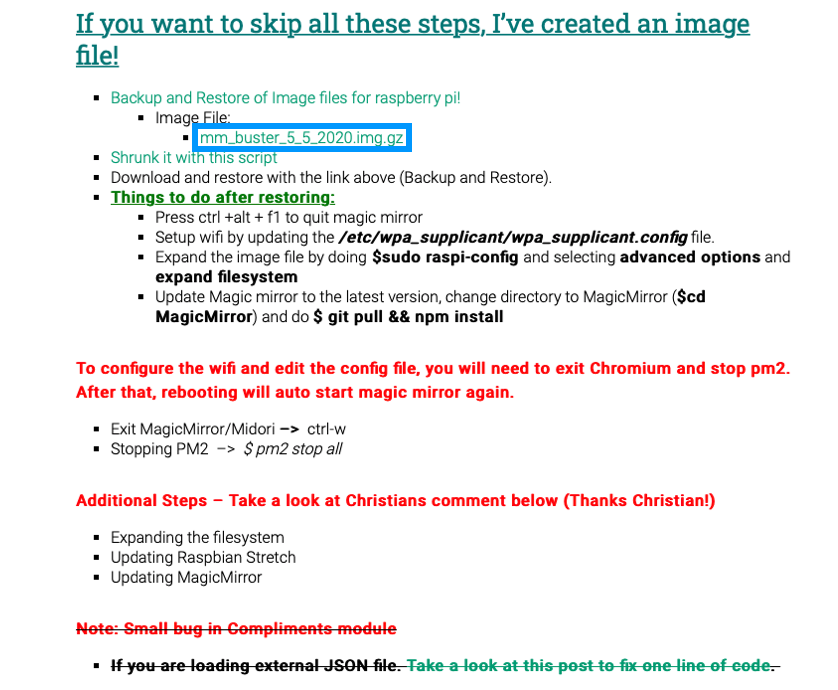 If you want to skip all these steps, I've created an image
file!
Backup and Restore of Image files for raspberry pi!
Image File:
mm_buster_5_5_2020.img.gz
Shrunk it with this script
Download and restore with the link above (Backup and Restore).
Things to do after restoring:
Press ctrl +alt + f1 to quit magic mirror
Setup wifi by updating the /etc/wpa_supplicant/wpa_supplicant.config file.
Expand the image file by doing $sudo raspi-config and selecting advanced options and
expand filesystem
Update Magic mirror to the latest version, change directory to MagicMirror ($cd
MagicMirror) and do $ git pull && npm install
To configure the wifi and edit the config file, you will need to exit Chromium and stop pm2.
After that, rebooting will auto start magic mirror again.
Exit MagicMirror/Midori –> ctrl-w
Stopping PM2 –> $ pm2 stop all
Additional Steps – Take a look at Christians comment below (Thanks Christian!)
Expanding the filesystem
Updating Raspbian Stretch
Updating MagicMirror
Note: Small bug in Compliments module
If you are loading external JSON file. Take a look at this post to fix one line of code.